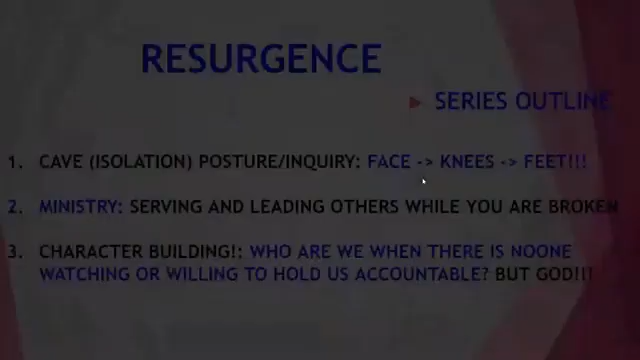 RESURGENCE
► SERIES OUTLINE
1. CAVE (ISOLATION) POSTURE/INQUIRY: FACE -> KNEES -> FEET!!!
2. MINISTRY: SERVING AND LEADING OTHERS WHILE YOU ARE BROKEN
3. CHARACTER BUILDING!: WHO ARE WE WHEN THERE IS NOONE
WATCHING OR WILLING TO HOLD US ACCOUNTABLE? BUT GOD!!!